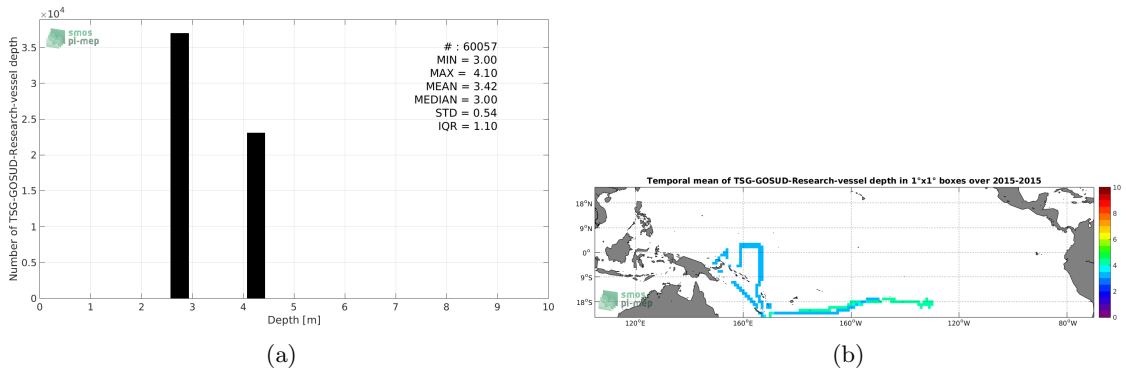 ×10⁴
smos
pi-mep
# : 60057
MIN = 3.00
MAX = 4.10
MEAN = 3.42
MEDIAN = 3.00
STD = 0.54
IQR = 1.10
Number of TSG-GOSUD-Research-vessel depth
3.5
3
2.5
2
1.5
1
0.5
0
0 1 2 3 4 5 6 7 8 9 10
Depth [m]
(a)
Temporal mean of TSG-GOSUD-Research-vessel depth in 1°x1° boxes over 2015-2015
18°N
9°N
0°
9°S
18°S
smos
pi-mep
120°E 160°E 160°W 120°W 80°W
10
8
6
4
2
0
(b)